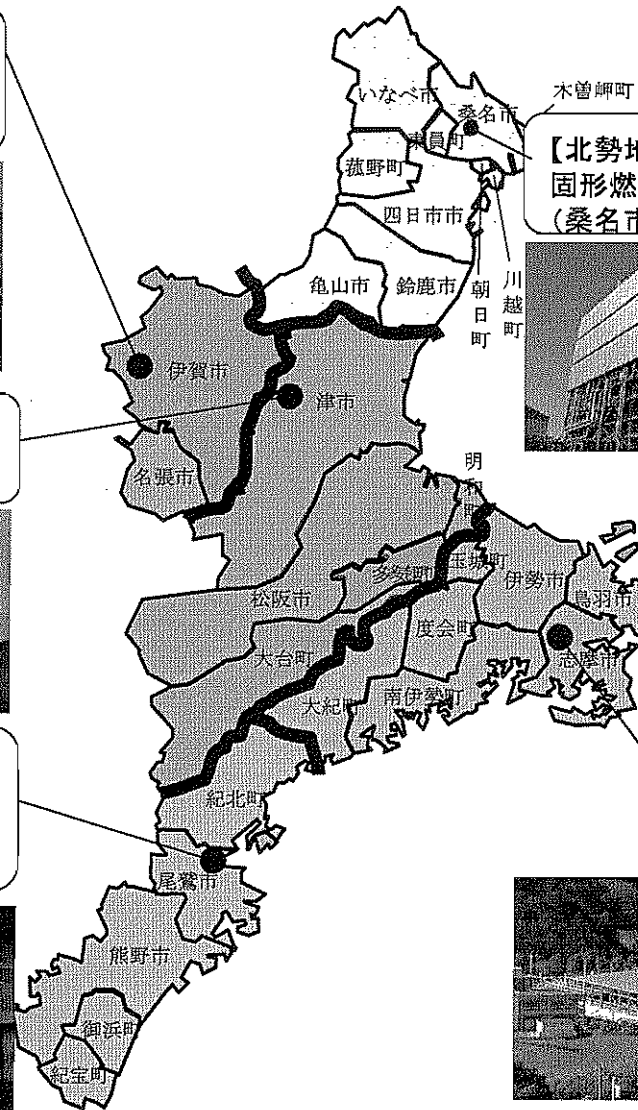 いなべ市
桑名市
木曽岬町
東員町
【北勢地
固形燃
(桑名市
菰野町
四日市市
朝日町
川越町
亀山市
鈴鹿市
伊賀市
津市
名張市
明和町
多気町
玉城町
伊勢市
鳥羽市
松阪市
度会町
志摩市
大台町
大紀町
南伊勢町
紀北町
尾鷲市
熊野市
御浜町
紀宝町